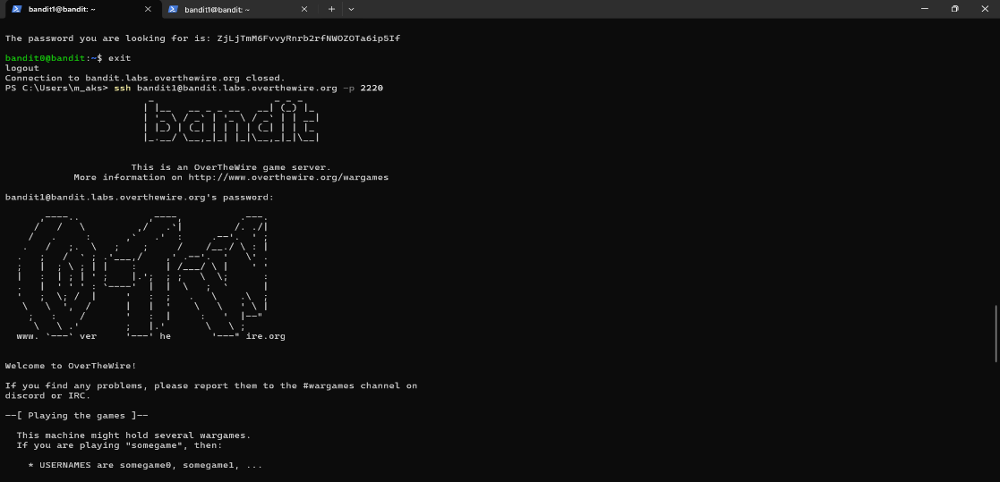 bandit1@bandit: ~
bandit1@bandit: ~
The password you are looking for is: ZjLjTmM6FvvyRnrb2rfNWOZOTa6ip5If
bandit0@bandit:~$ exit
logout
Connection to bandit.labs.overthewire.org closed.
PS C:\Users\m_aks> ssh bandit1@bandit.labs.overthewire.org -p 2220
bandit
This is an OverTheWire game server.
More information on http://www.overthewire.org/wargames
bandit1@bandit.labs.overthewire.org's password:
www. ver he ire.org
Welcome to OverTheWire!
If you find any problems, please report them to the #wargames channel on
discord or IRC.
--[ Playing the games ]--
This machine might hold several wargames.
If you are playing "somegame", then:
* USERNAMES are somegame0, somegame1, ...